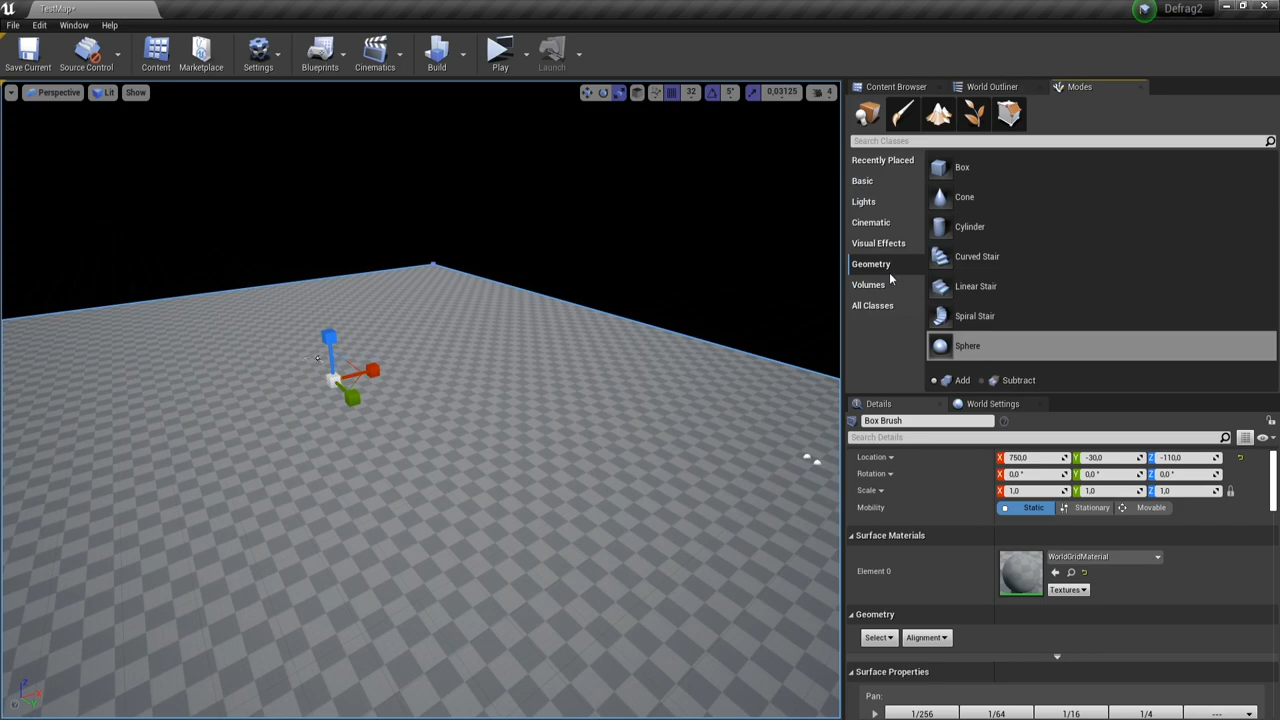 TestMap*
Defrag2
File Edit Window Help
Save Current Source Control Content Marketplace Settings Blueprints Cinematics Build Play Launch
Perspective Lit Show 32 5° 0,03125 4
Content Browser World Outliner Modes
Search Classes
Recently Placed
Basic
Lights
Cinematic
Visual Effects
Geometry
Volumes
All Classes
Box
Cone
Cylinder
Curved Stair
Linear Stair
Spiral Stair
Sphere
Add Subtract
Details World Settings
Box Brush
Search Details
Location X 750,0 Y -30,0 Z -110,0
Rotation X 0,0 ° Y 0,0 ° Z 0,0 °
Scale X 1,0 Y 1,0 Z 1,0
Mobility Static Stationary Movable
Surface Materials
Element 0 WorldGridMaterial
Textures
Geometry
Select Alignment
Surface Properties
Pan:
1/256 1/64 1/16 1/4 ---
Z
X
Y